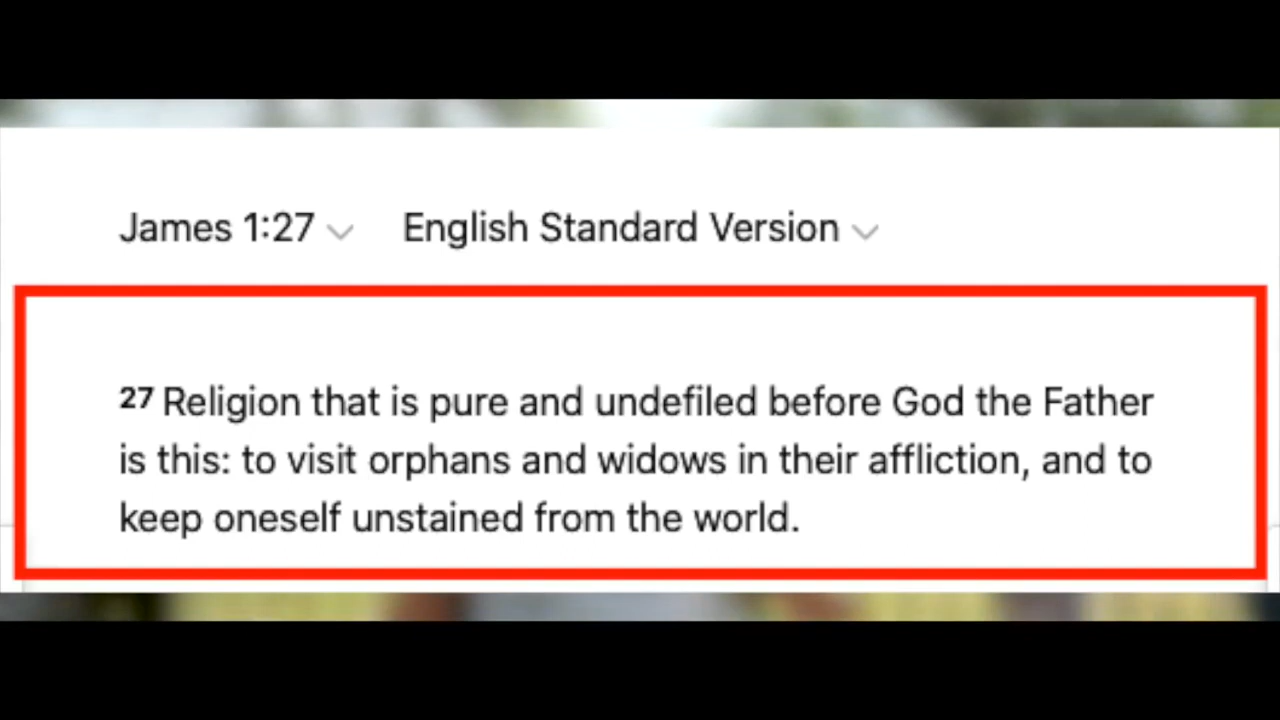 James 1:27 English Standard Version
27 Religion that is pure and undefiled before God the Father
is this: to visit orphans and widows in their affliction, and to
keep oneself unstained from the world.